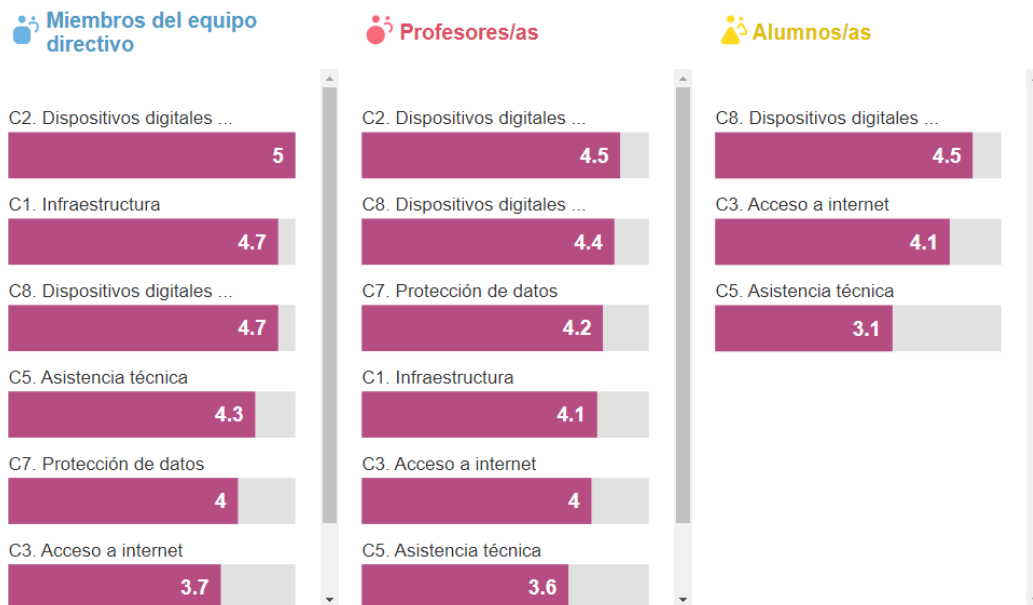 Miembros del equipo
directivo
C2. Dispositivos digitales ...
5
C1. Infraestructura
4.7
C8. Dispositivos digitales ...
4.7
C5. Asistencia técnica
4.3
C7. Protección de datos
4
C3. Acceso a internet
3.7
Profesores/as
C2. Dispositivos digitales ...
4.5
C8. Dispositivos digitales ...
4.4
C7. Protección de datos
4.2
C1. Infraestructura
4.1
C3. Acceso a internet
4
C5. Asistencia técnica
3.6
Alumnos/as
C8. Dispositivos digitales ...
4.5
C3. Acceso a internet
4.1
C5. Asistencia técnica
3.1